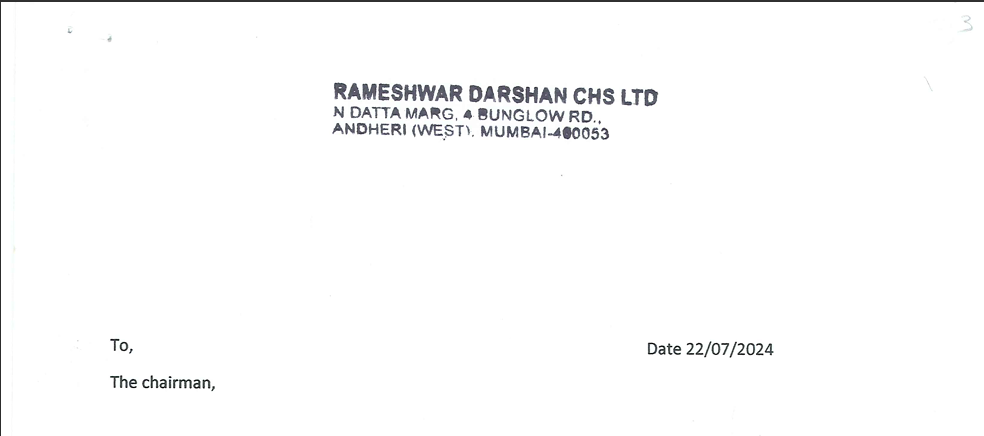 3
RAMESHWAR DARSHAN CHS LTD
N DATTA MARG, 4 BUNGLOW RD.,
ANDHERI (WEST), MUMBAI-400053
To,
Date 22/07/2024
The chairman,